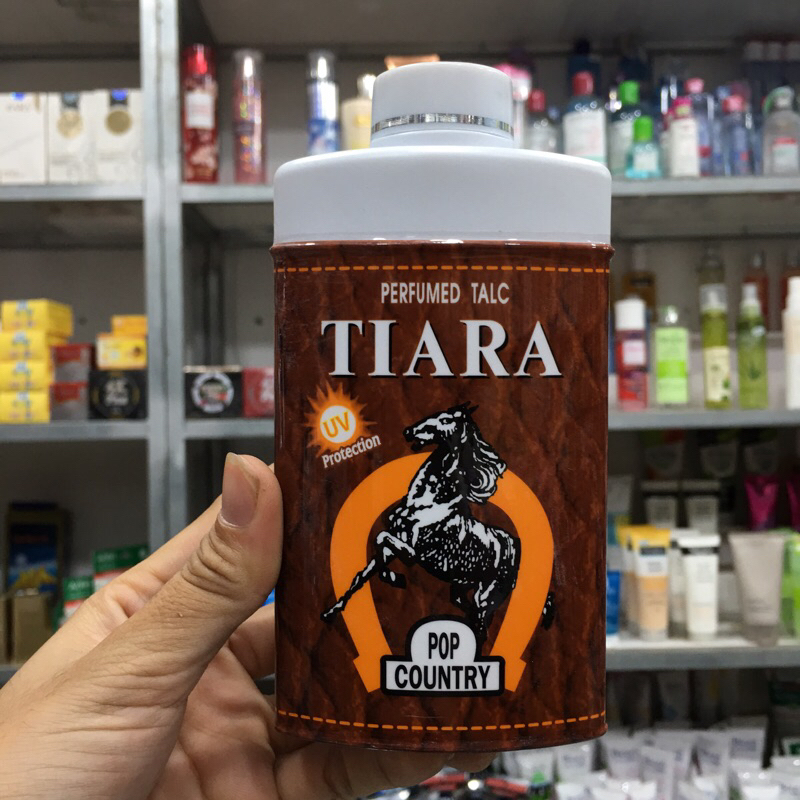 PERFUMED TALC
TIARA
UV
Protection
POP
COUNTRY